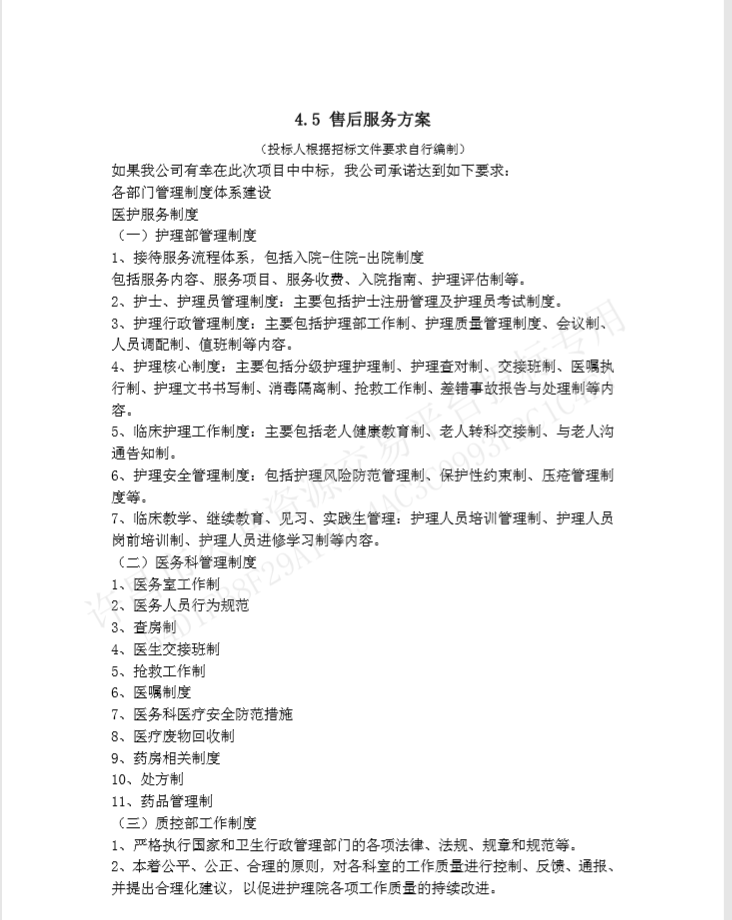 4.5 售后服务方案
（投标人根据招标文件要求自行编制）
如果我公司有幸在此次项目中中标，我公司承诺达到如下要求：
各部门管理制度体系建设
医护服务制度
（一）护理部管理制度
1、接待服务流程体系，包括入院-住院-出院制度
包括服务内容、服务项目、服务收费、入院指南、护理评估制等。
2、护士、护理员管理制度：主要包括护士注册管理及护理员考试制度。
3、护理行政管理制度：主要包括护理部工作制、护理质量管理制度、会议制、
人员调配制、值班制等内容。
4、护理核心制度：主要包括分级护理护理制、护理查对制、交接班制、医嘱执
行制、护理文书书写制、消毒隔离制、抢救工作制、差错事故报告与处理制等内
容。
5、临床护理工作制度：主要包括老人健康教育制、老人转科交接制、与老人沟
通告知制。
6、护理安全管理制度：包括护理风险防范管理制、保护性约束制、压疮管理制
度等。
7、临床教学、继续教育、见习、实践生管理：护理人员培训管理制、护理人员
岗前培训制、护理人员进修学习制等内容。
（二）医务科管理制度
1、医务室工作制
2、医务人员行为规范
3、查房制
4、医生交接班制
5、抢救工作制
6、医嘱制度
7、医务科医疗安全防范措施
8、医疗废物回收制
9、药房相关制度
10、处方制
11、药品管理制
（三）质控部工作制度
1、严格执行国家和卫生行政管理部门的各项法律、法规、规章和规范等。
2、本着公平、公正、合理的原则，对各科室的工作质量进行控制、反馈、通报、
并提出合理化建议，以促进护理院各项工作质量的持续改进。